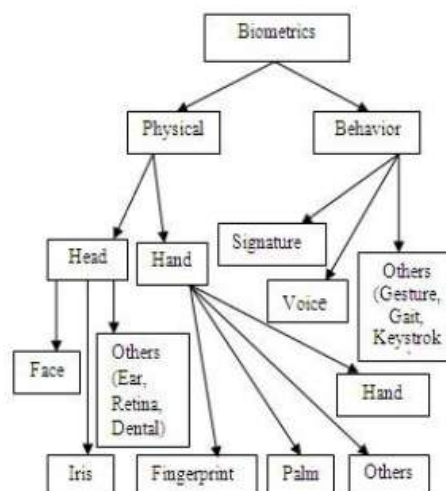 Biometrics
Physical
Behavior
Head
Hand
Signature
Voice
Others
(Gesture,
Gait,
Keystrok
Face
Others
(Ear,
Retina,
Dental)
Hand
Iris
Fingerprint
Palm
Others